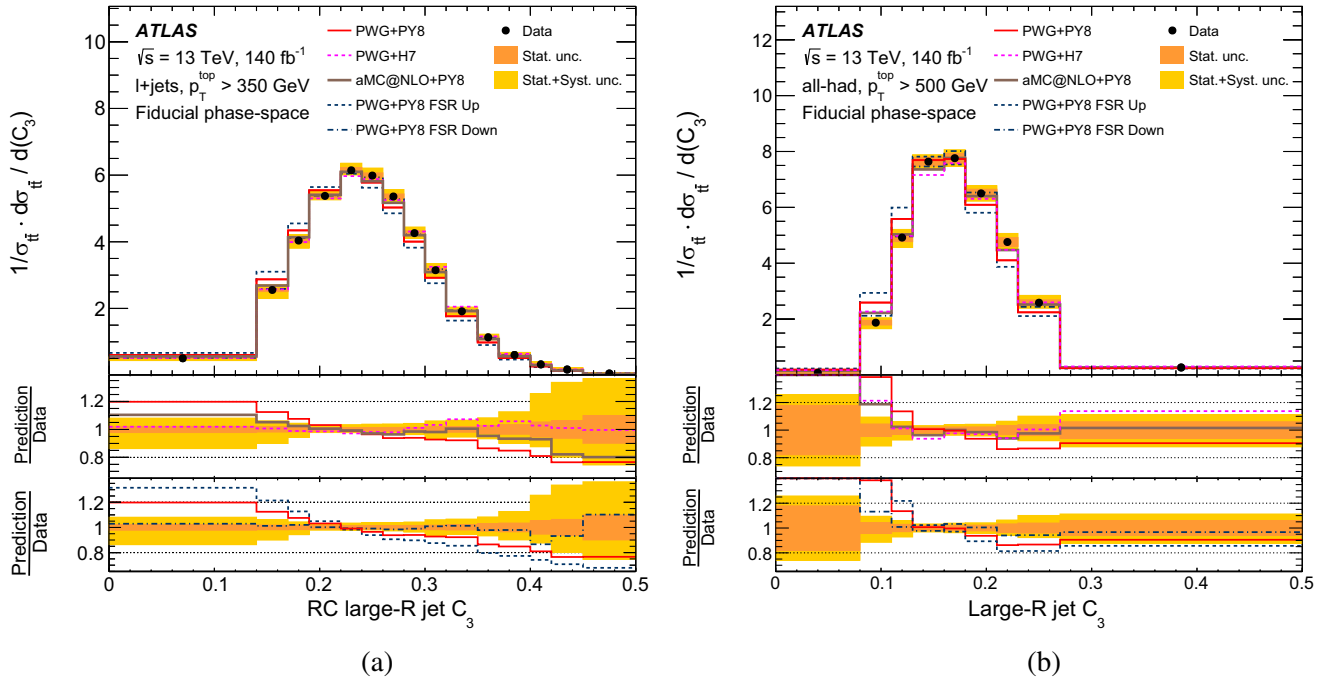 ATLAS
√s = 13 TeV, 140 fb⁻¹
l+jets, p_T^top > 350 GeV
Fiducial phase-space
PWG+PY8
PWG+H7
aMC@NLO+PY8
PWG+PY8 FSR Up
PWG+PY8 FSR Down
Data
Stat. unc.
Stat.+Syst. unc.
1/σ_tt̄ · dσ_tt̄ / d(C₃)
10
8
6
4
2
Prediction
Data
1.2
1
0.8
Prediction
Data
1.2
1
0.8
0 0.1 0.2 0.3 0.4 0.5
RC large-R jet C₃
(a)
ATLAS
√s = 13 TeV, 140 fb⁻¹
all-had, p_T^top > 500 GeV
Fiducial phase-space
PWG+PY8
PWG+H7
aMC@NLO+PY8
PWG+PY8 FSR Up
PWG+PY8 FSR Down
Data
Stat. unc.
Stat.+Syst. unc.
1/σ_tt̄ · dσ_tt̄ / d(C₃)
12
10
8
6
4
2
Prediction
Data
1.2
1
0.8
Prediction
Data
1.2
1
0.8
0 0.1 0.2 0.3 0.4 0.5
Large-R jet C₃
(b)